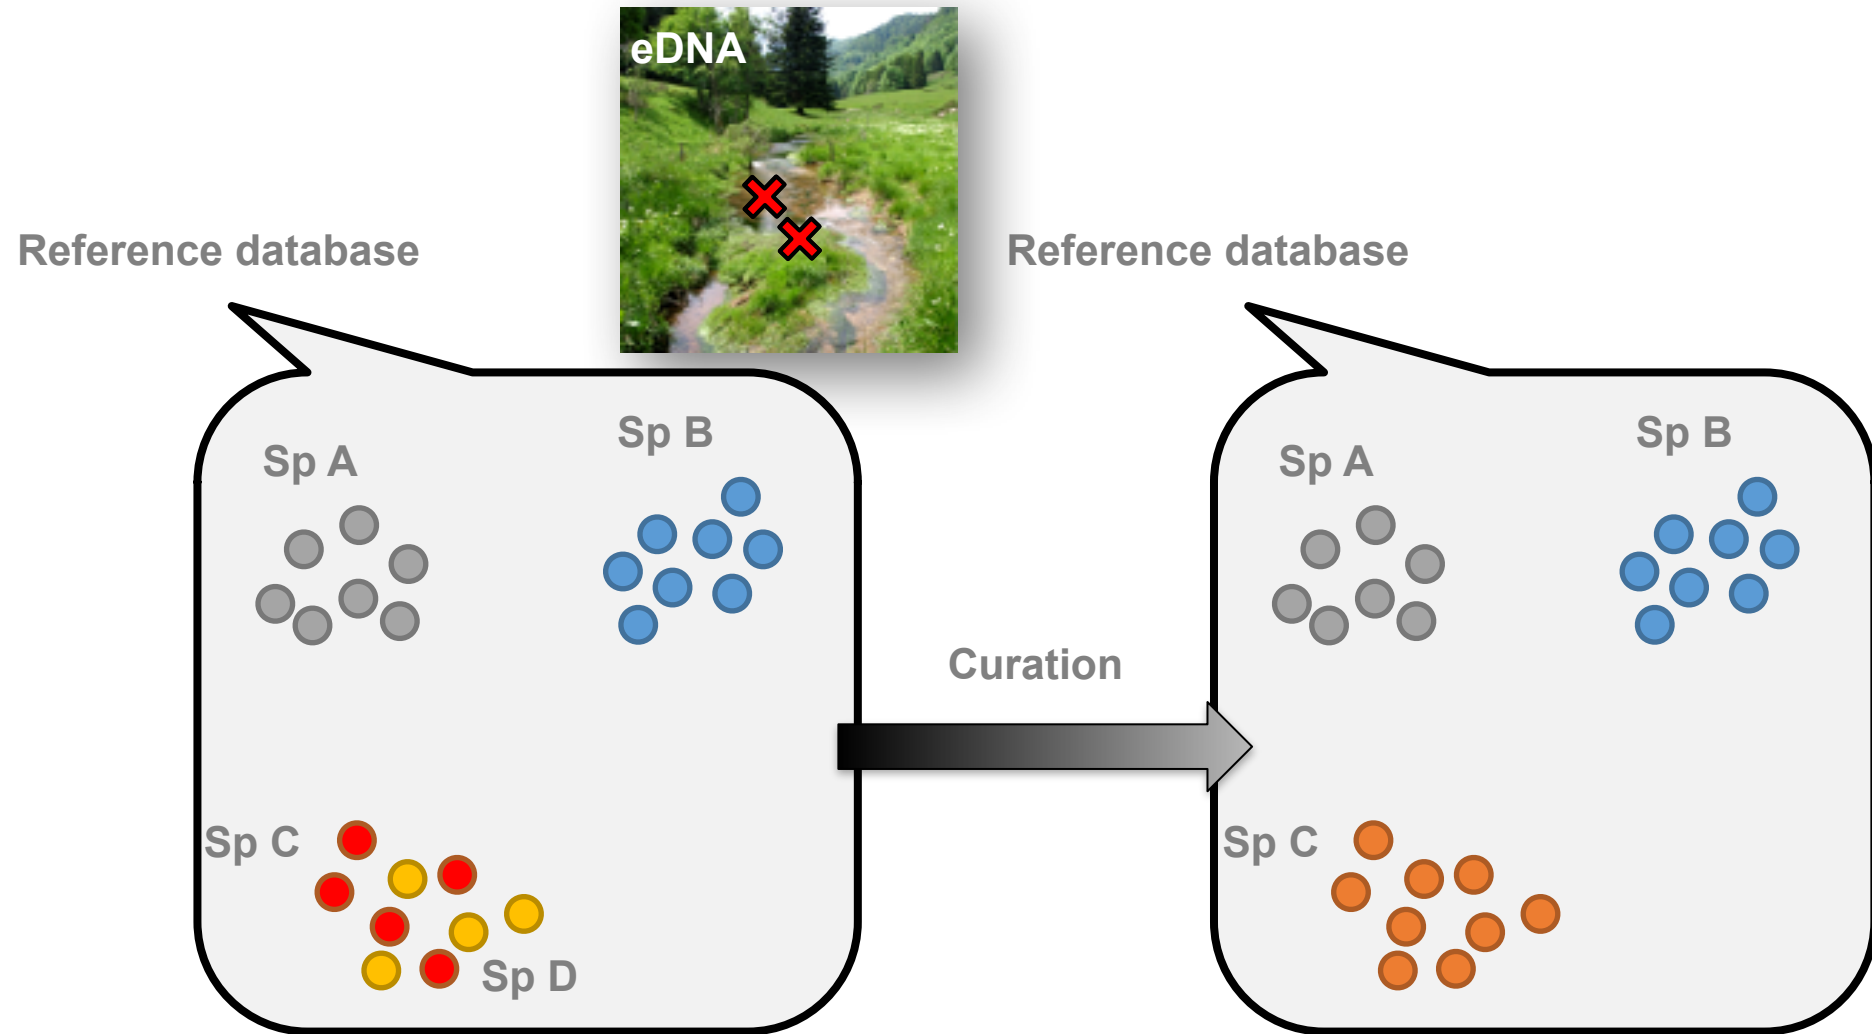 eDNA
Reference database
Reference database
Sp A
Sp B
Sp A
Sp B
Curation
Sp C
Sp D
Sp C